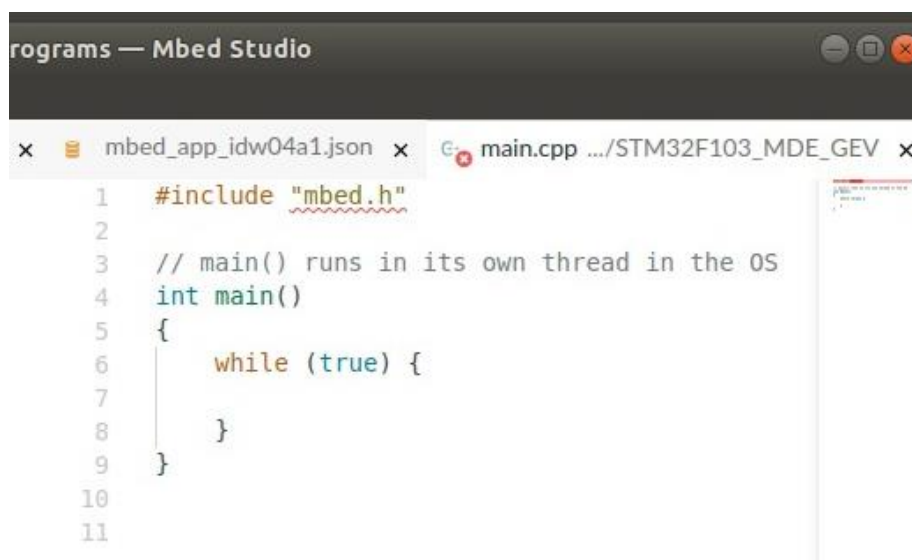 rograms — Mbed Studio
mbed_app_idw04a1.json main.cpp .../STM32F103_MDE_GEV
1 #include "mbed.h"
2
3 // main() runs in its own thread in the OS
4 int main()
5 {
6 while (true) {
7
8 }
9 }
10
11